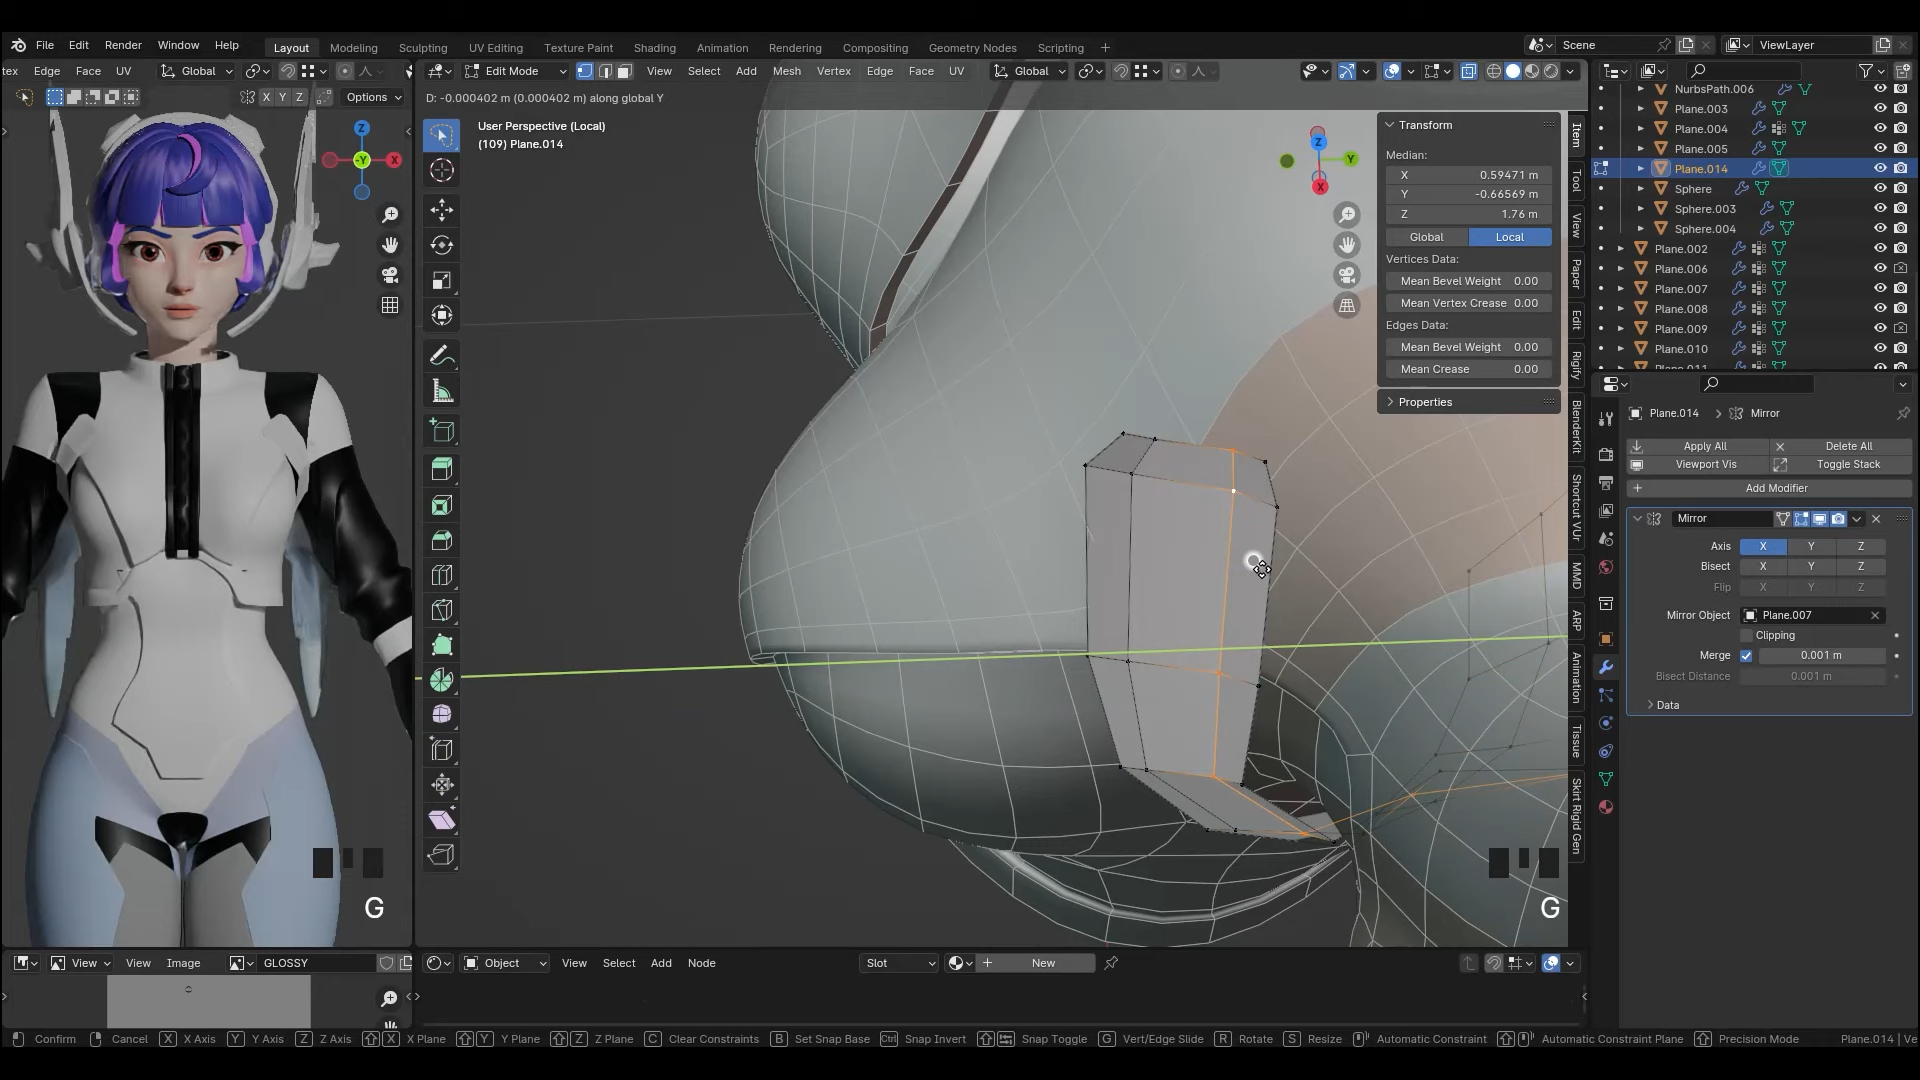 File Edit Render Window Help Layout Modeling Sculpting UV Editing Texture Paint Shading Animation Rendering Compositing Geometry Nodes Scripting + Scene ViewLayer
tex Edge Face UV Global Edit Mode View Select Add Mesh Vertex Edge Face UV Global
X Y Z Options D: -0.000402 m (0.000402 m) along global Y
User Perspective (Local)
(109) Plane.014
Z
-Y X
Z Y X
Transform
Median:
X 0.59471 m
Y -0.66569 m
Z 1.76 m
Global Local
Vertices Data:
Mean Bevel Weight 0.00
Mean Vertex Crease 0.00
Edges Data:
Mean Bevel Weight 0.00
Mean Crease 0.00
Properties
Item
Tool
View
Paper
Edit
Rigify
BlenderKit
Shortcut VUr
MMD
ARP
Animation
Tissue
Skirt Rigid Gen
NurbsPath.006
Plane.003
Plane.004
Plane.005
Plane.014
Sphere
Sphere.003
Sphere.004
Plane.002
Plane.006
Plane.007
Plane.008
Plane.009
Plane.010
Plane.014 > Mirror
Apply All Delete All
Viewport Vis Toggle Stack
Add Modifier
Mirror
Axis X Y Z
Bisect X Y Z
Flip X Y Z
Mirror Object Plane.007
Clipping
Merge 0.001 m
Bisect Distance 0.001 m
Data
G
G
View View Image GLOSSY Object View Select Add Node Slot New
Confirm Cancel X X Axis Y Y Axis Z Z Axis X X Plane Y Y Plane Z Z Plane C Clear Constraints B Set Snap Base Ctrl Snap Invert Snap Toggle G Vert/Edge Slide R Rotate S Resize Automatic Constraint Automatic Constraint Plane Precision Mode Plane.014 | Ve